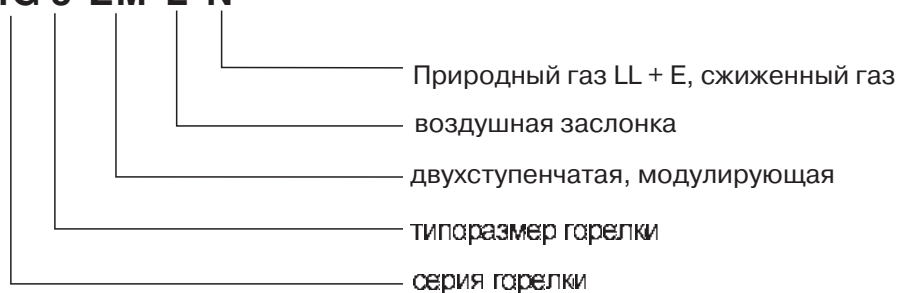 Природный газ LL + E, сжиженный газ
воздушная заслонка
двухступенчатая, модулирующая
типоразмер горелки
серия горелки